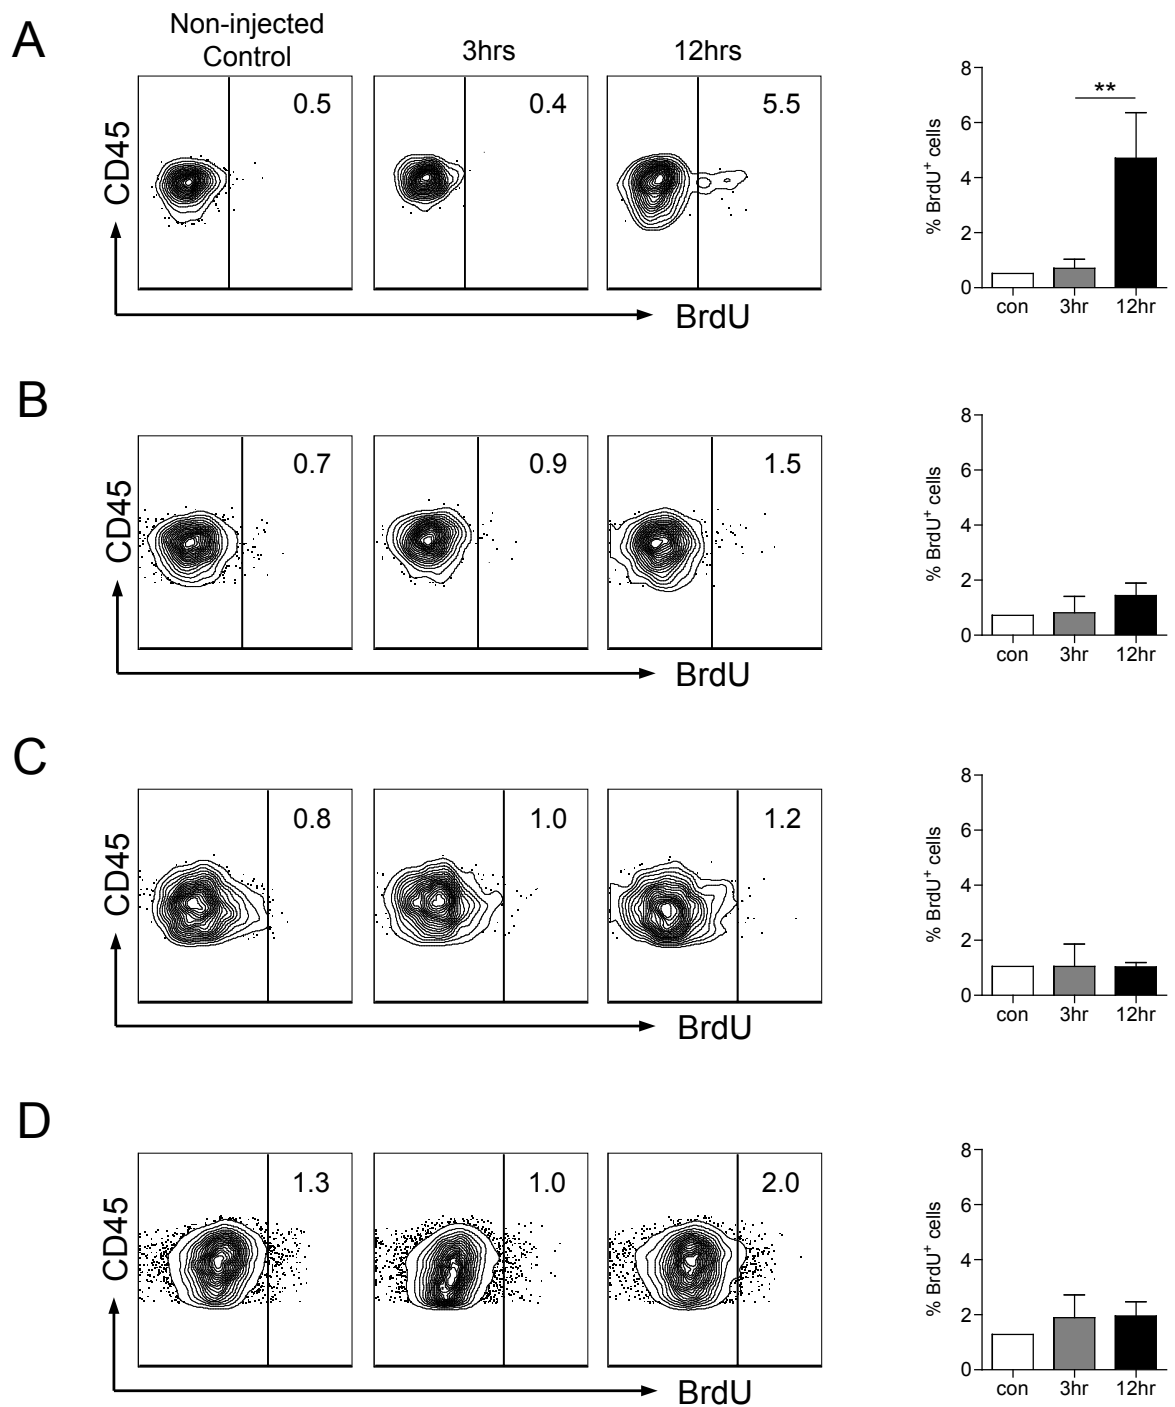 A
Non-injected
Control
3hrs
12hrs
CD45
0.5
0.4
5.5
BrdU
% BrdU⁺ cells
8
6
4
2
0
**
con
3hr
12hr
B
CD45
0.7
0.9
1.5
BrdU
% BrdU⁺ cells
8
6
4
2
0
con
3hr
12hr
C
CD45
0.8
1.0
1.2
BrdU
% BrdU⁺ cells
8
6
4
2
0
con
3hr
12hr
D
CD45
1.3
1.0
2.0
BrdU
% BrdU⁺ cells
8
6
4
2
0
con
3hr
12hr